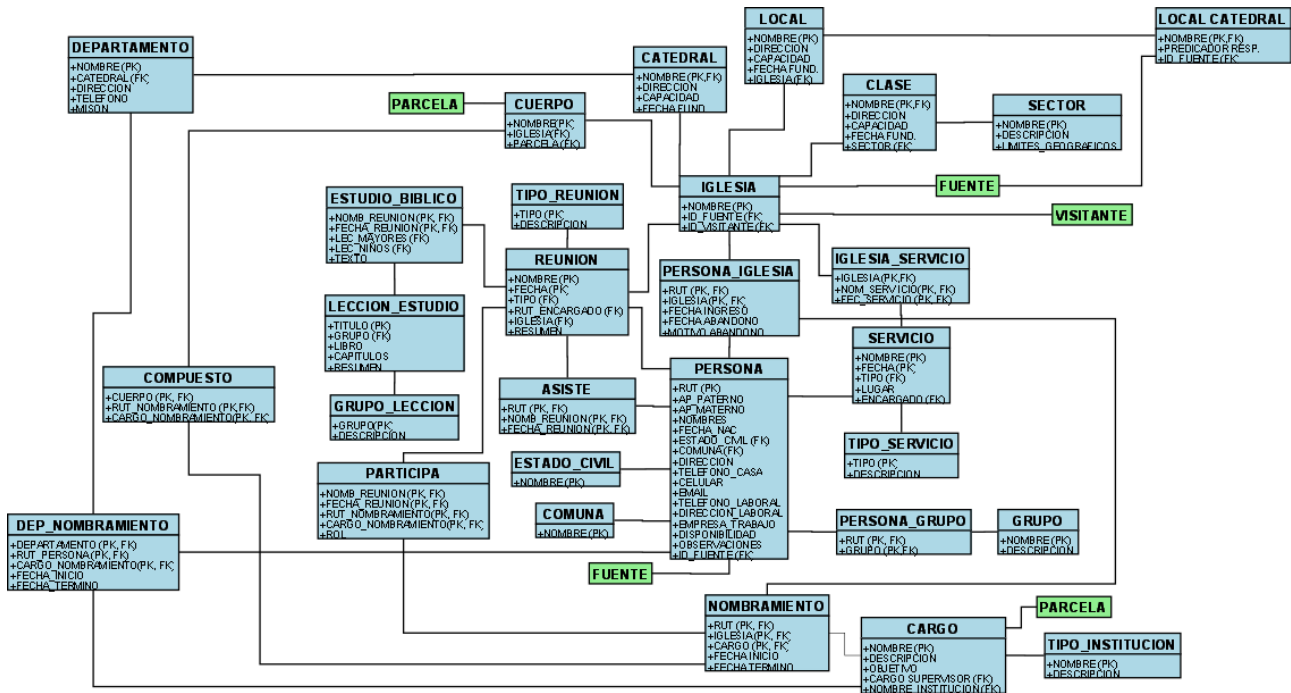 DEPARTAMENTO
+NOMBRE (PK)
+CATEDRAL (FK)
+DIRECCION
+TELEFONO
+MISON
CATEDRAL
+NOMBRE (PK,FK)
+DIRECCION
+CAPACIDAD
+FECHA FUND.
LOCAL
+NOMBRE (PK)
+DIRECCION
+CAPACIDAD
+FECHA FUND.
+IGLESIA (FK)
LOCAL CATEDRAL
+NOMBRE (PK,FK)
+PREDICADOR RESP.
+ID_FUENTE (FK)
PARCELA
CUERPO
+NOMBRE(PK)
+IGLESIA(FK)
+PARCELA (FK)
CLASE
+NOMBRE (PK,FK)
+DIRECCION
+CAPACIDAD
+FECHA FUND.
+SECTOR (FK)
SECTOR
+NOMBRE (PK)
+DESCRIPCION
+LIMITES_GEOGRAFICOS
IGLESIA
+NOMBRE (PK)
+ID_FUENTE (FK)
+ID_VISITANTE (FK)
FUENTE
VISITANTE
ESTUDIO_BIBLICO
+NOMB_REUNION (PK, FK)
+FECHA_REUNION (PK, FK)
+LEC_MAYORES (FK)
+LEC_NIÑOS (FK)
+TEXTO
TIPO_REUNION
+TIPO (PK)
+DESCRIPCION
REUNION
+NOMBRE (PK)
+FECHA (PK)
+TIPO (FK)
+RUT_ENCARGADO (FK)
+IGLESIA (FK)
+RESUMEN
PERSONA_IGLESIA
+RUT (PK, FK)
+IGLESIA (PK, FK)
+FECHA INGRESO
+FECHA ABANDONO
+MOTIVO ABANDONO
IGLESIA_SERVICIO
+IGLESIA (PK,FK)
+NOM_SERVICIO (PK, FK)
+FEC_SERVICIO (PK, FK)
LECCION_ESTUDIO
+TITULO (PK)
+GRUPO (FK)
+LIBRO
+CAPITULOS
+RESUMEN
SERVICIO
+NOMBRE (PK)
+FECHA (PK)
+TIPO (FK)
+LUGAR
+ENCARGADO (FK)
COMPUESTO
+CUERPO (PK, FK)
+RUT_NOMBRAMIENTO (PK,FK)
+CARGO_NOMBRAMIENTO (PK, FK)
GRUPO_LECCION
+GRUPO(PK)
+DESCRIPCION
ASISTE
+RUT (PK, FK)
+NOMB_REUNION (PK, FK)
+FECHA_REUNION (PK, FK)
PERSONA
+RUT (PK)
+AP_PATERNO
+AP_MATERNO
+NOMBRES
+FECHA_NAC
+ESTADO_CIVIL (FK)
+COMUNA (FK)
+DIRECCION
+TELEFONO_CASA
+CELULAR
+EMAIL
+TELEFONO_LABORAL
+DIRECCION_LABORAL
+EMPRESA_TRABAJO
+DISPONIBILIDAD
+OBSERVACIONES
+ID_FUENTE (FK)
TIPO_SERVICIO
+TIPO (PK)
+DESCRIPCION
PARTICIPA
+NOMB_REUNION (PK, FK)
+FECHA_REUNION (PK, FK)
+RUT_NOMBRAMIENTO (PK, FK)
+CARGO_NOMBRAMIENTO (PK, FK)
+ROL
ESTADO_CIVIL
+NOMBRE (PK)
COMUNA
+NOMBRE (PK)
DEP_NOMBRAMIENTO
+DEPARTAMENTO (PK, FK)
+RUT_PERSONA (PK, FK)
+CARGO_NOMBRAMIENTO(PK, FK)
+FECHA_INICIO
+FECHA_TERMINO
PERSONA_GRUPO
+RUT (PK, FK)
+GRUPO (PK,FK)
GRUPO
+NOMBRE (PK)
+DESCRIPCION
FUENTE
NOMBRAMIENTO
+RUT (PK, FK)
+IGLESIA (PK, FK)
+CARGO (PK, FK)
+FECHA INICIO
+FECHA TERMINO
PARCELA
CARGO
+NOMBRE (PK)
+DESCRIPCION
+OBJETIVO
+CARGO SUPERVISOR (FK)
+NOMBRE_INSTITUCION(FK)
TIPO_INSTITUCION
+NOMBRE (PK)
+DESCRIPCION